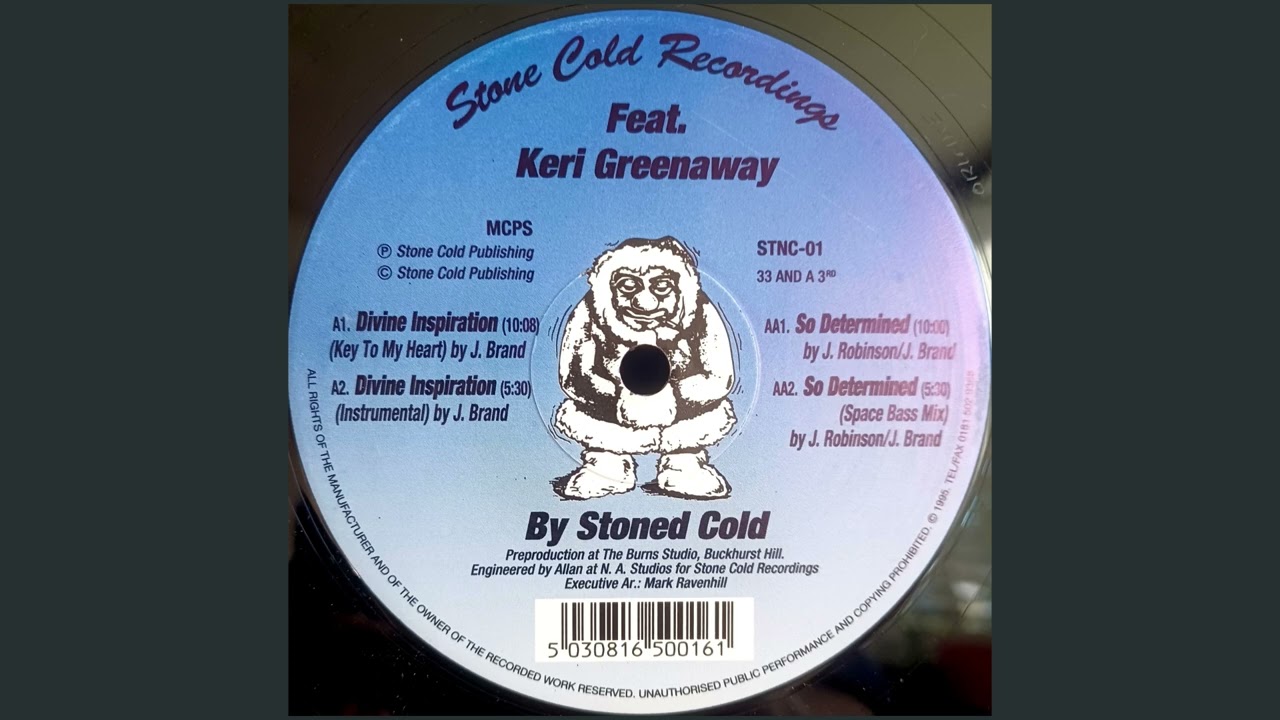 Stone Cold Recordings
Feat.
Keri Greenaway
MCPS
Ⓟ Stone Cold Publishing
© Stone Cold Publishing
STNC-01
33 AND A 3RD
A1. Divine Inspiration (10:08)
(Key To My Heart) by J. Brand
A2. Divine Inspiration (5:30)
(Instrumental) by J. Brand
AA1. So Determined (10:00)
by J. Robinson/J. Brand
AA2. So Determined (5:30)
(Space Bass Mix)
by J. Robinson/J. Brand
By Stoned Cold
Preproduction at The Burns Studio, Buckhurst Hill.
Engineered by Allan at N. A. Studios for Stone Cold Recordings
Executive Ar.: Mark Ravenhill
5 030816 500161
ALL RIGHTS OF THE MANUFACTURER AND OF THE OWNER OF THE RECORDED WORK RESERVED. UNAUTHORISED PUBLIC PERFORMANCE AND COPYING PROHIBITED. © 1995. TEL/FAX 0181 502